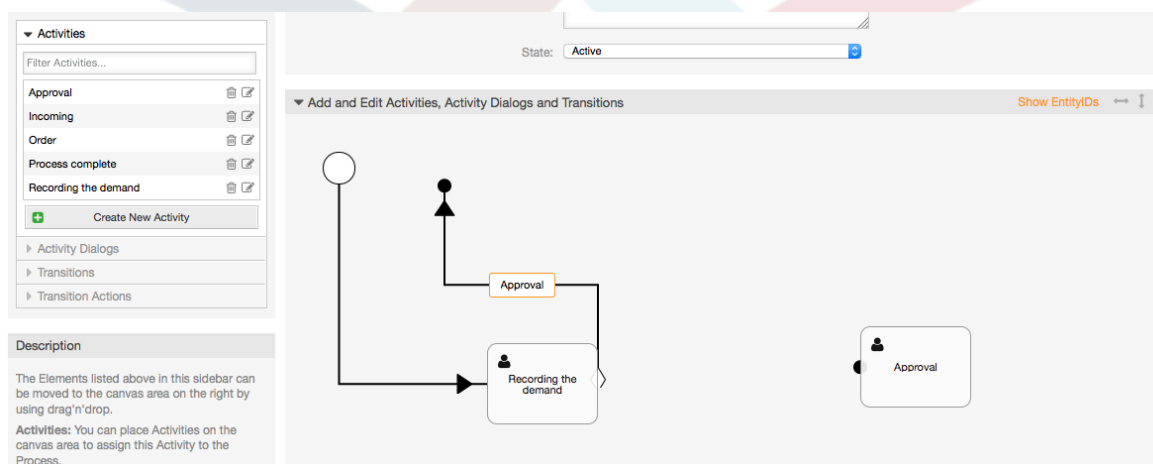 Activities
Filter Activities...
Approval
Incoming
Order
Process complete
Recording the demand
Create New Activity
Activity Dialogs
Transitions
Transition Actions
Description
The Elements listed above in this sidebar can
be moved to the canvas area on the right by
using drag'n'drop.
Activities: You can place Activities on the
canvas area to assign this Activity to the
Process.
State: Active
Add and Edit Activities, Activity Dialogs and Transitions
Show EntityIDs
Approval
Recording the
demand
Approval